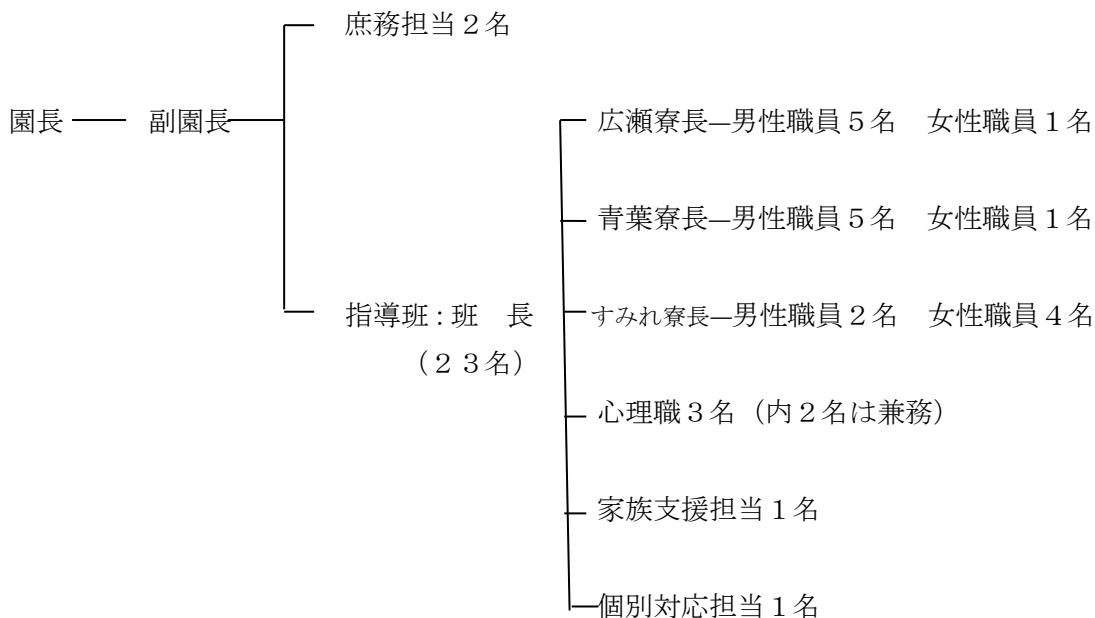 庶務担当２名
園長 ── 副園長
広瀬寮長―男性職員５名　女性職員１名
青葉寮長―男性職員５名　女性職員１名
指導班：班　長
（２３名）
すみれ寮長―男性職員２名　女性職員４名
心理職３名（内２名は兼務）
家族支援担当１名
個別対応担当１名